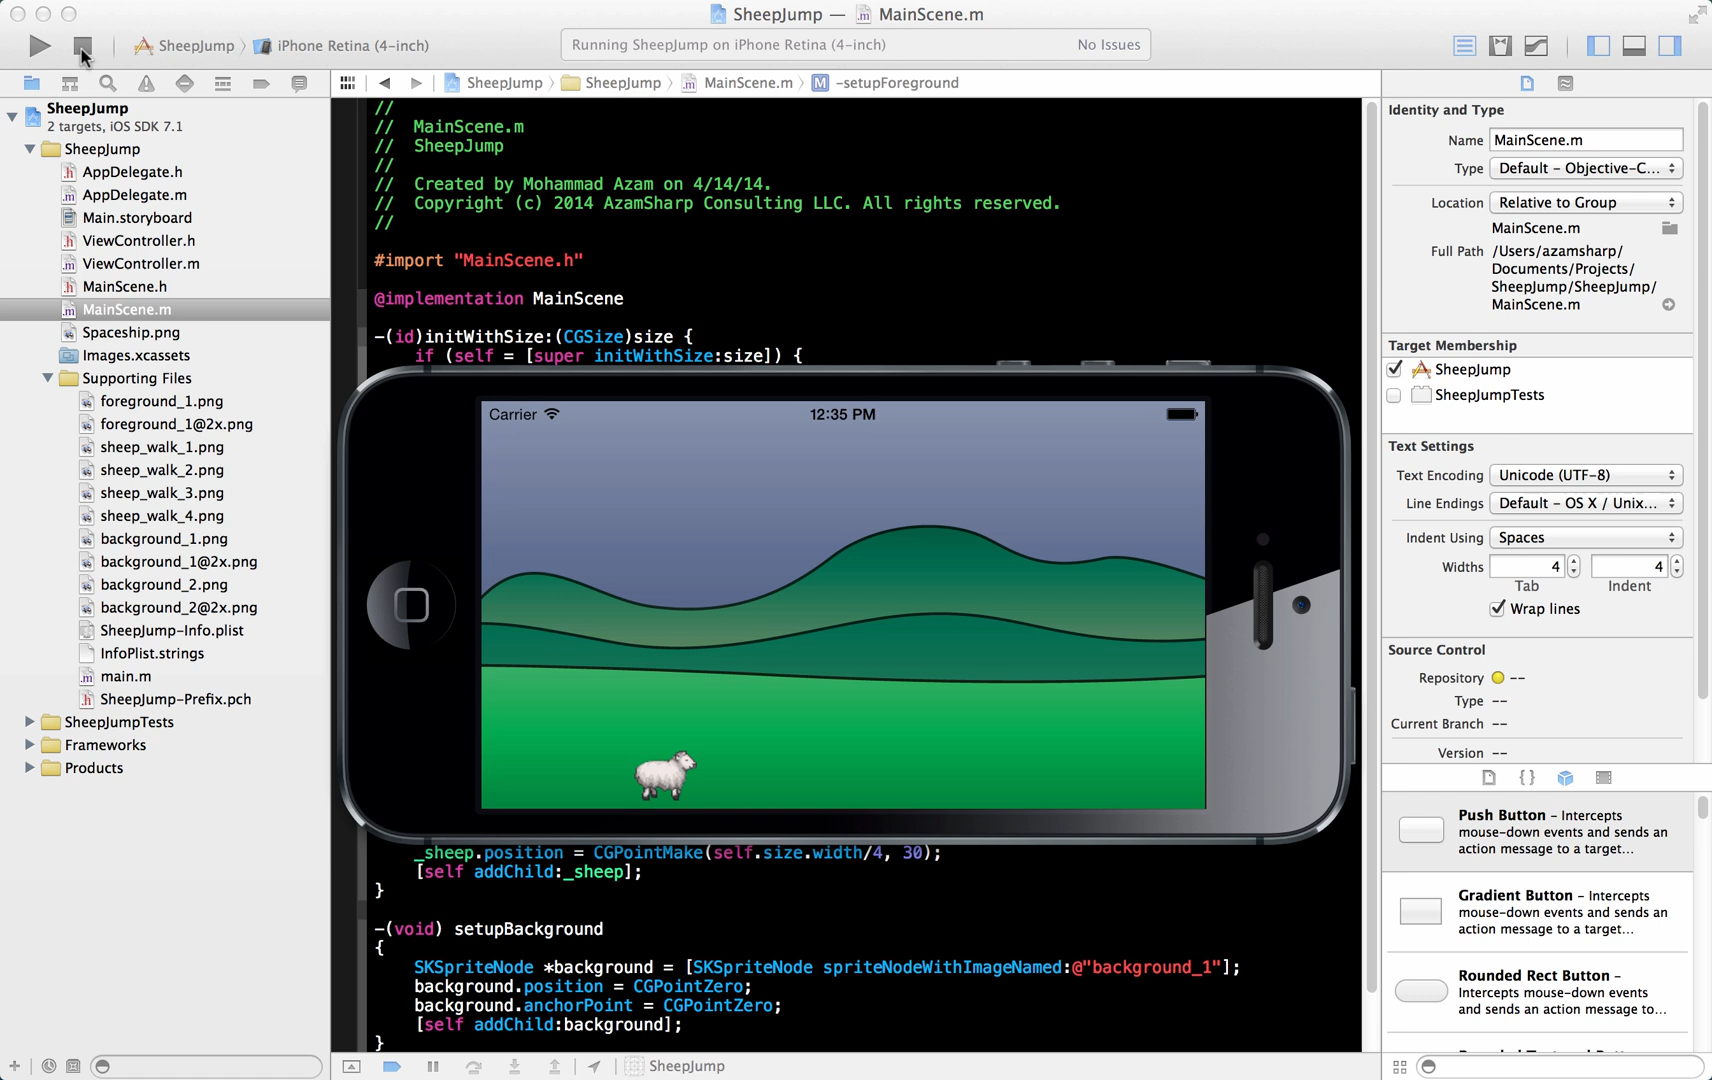 SheepJump — MainScene.m
SheepJump
iPhone Retina (4-inch)
Running SheepJump on iPhone Retina (4-inch)
No Issues
SheepJump
2 targets, iOS SDK 7.1
SheepJump
AppDelegate.h
AppDelegate.m
Main.storyboard
ViewController.h
ViewController.m
MainScene.h
MainScene.m
Spaceship.png
Images.xcassets
Supporting Files
foreground_1.png
foreground_1@2x.png
sheep_walk_1.png
sheep_walk_2.png
sheep_walk_3.png
sheep_walk_4.png
background_1.png
background_1@2x.png
background_2.png
background_2@2x.png
SheepJump-Info.plist
InfoPlist.strings
main.m
SheepJump-Prefix.pch
SheepJumpTests
Frameworks
Products
SheepJump
SheepJump
MainScene.m
M -setupForeground
//
// MainScene.m
// SheepJump
//
// Created by Mohammad Azam on 4/14/14.
// Copyright (c) 2014 AzamSharp Consulting LLC. All rights reserved.
//
#import "MainScene.h"
@implementation MainScene
-(id)initWithSize:(CGSize)size {
if (self = [super initWithSize:size]) {
Carrier
12:35 PM
_sheep.position = CGPointMake(self.size.width/4, 30);
[self addChild:_sheep];
}
-(void) setupBackground
{
SKSpriteNode *background = [SKSpriteNode spriteNodeWithImageNamed:@"background_1"];
background.position = CGPointZero;
background.anchorPoint = CGPointZero;
[self addChild:background];
}
SheepJump
Identity and Type
Name MainScene.m
Type Default - Objective-C...
Location Relative to Group
MainScene.m
Full Path /Users/azamsharp/
Documents/Projects/
SheepJump/SheepJump/
MainScene.m
Target Membership
SheepJump
SheepJumpTests
Text Settings
Text Encoding Unicode (UTF-8)
Line Endings Default - OS X / Unix...
Indent Using Spaces
Widths 4 4
Tab Indent
Wrap lines
Source Control
Repository --
Type --
Current Branch --
Version --
Push Button - Intercepts
mouse-down events and sends an
action message to a target...
Gradient Button - Intercepts
mouse-down events and sends an
action message to a target...
Rounded Rect Button -
Intercepts mouse-down events
and sends an action message to...